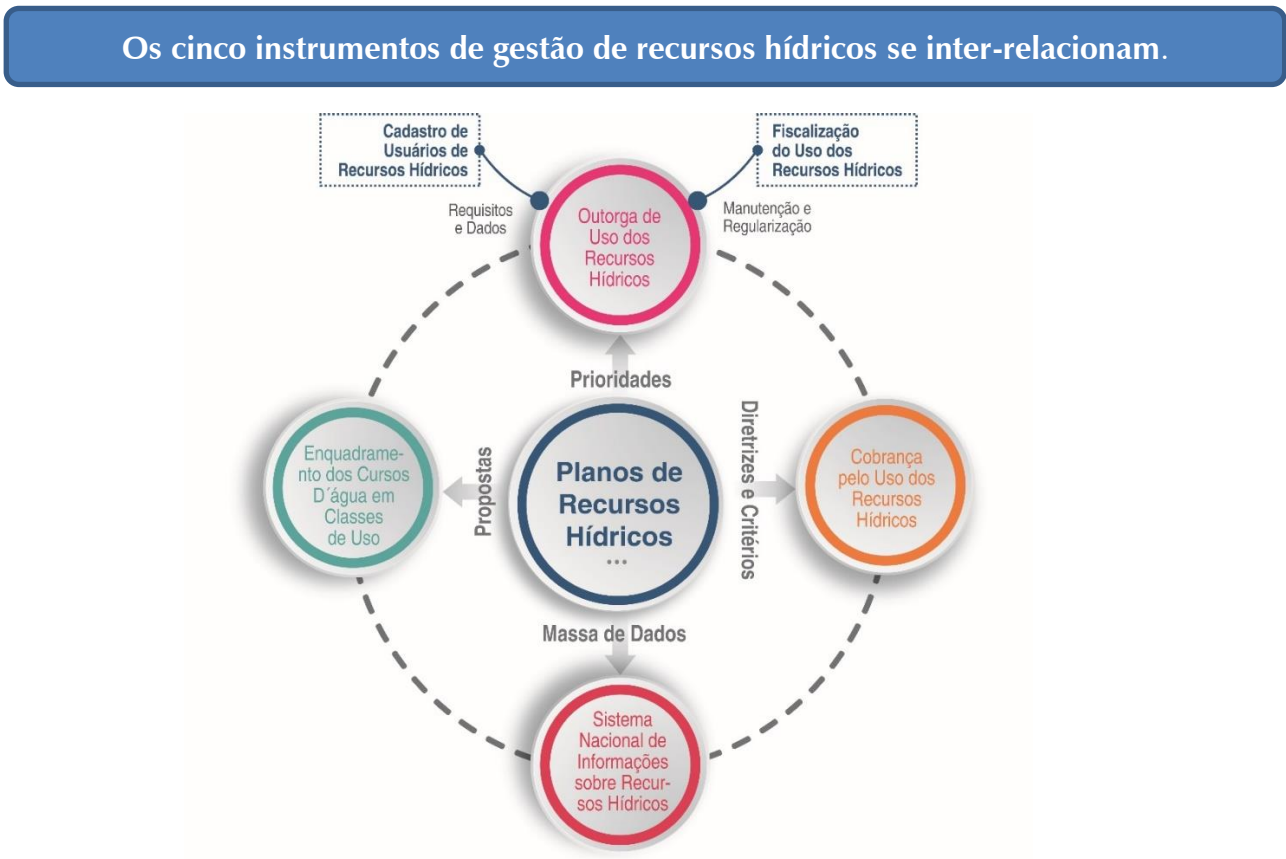 Os cinco instrumentos de gestão de recursos hídricos se inter-relacionam.
Cadastro de
Usuários de
Recursos Hídricos
Fiscalização
do Uso dos
Recursos Hídricos
Requisitos
e Dados
Outorga de
Uso dos
Recursos
Hídricos
Manutenção e
Regularização
Prioridades
Enquadrame-
nto dos Cursos
D´água em
Classes
de Uso
Propostas
Planos de
Recursos
Hídricos
...
Diretrizes e Critérios
Cobrança
pelo Uso dos
Recursos
Hídricos
Massa de Dados
Sistema
Nacional de
Informações
sobre Recur-
sos Hídricos